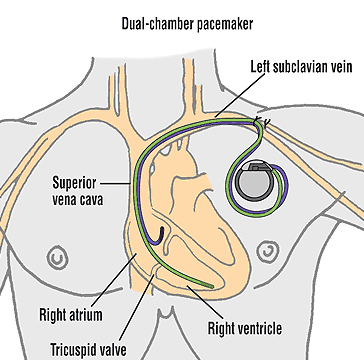 Dual-chamber pacemaker
Left subclavian vein
Superior
vena cava
Right atrium
Right ventricle
Tricuspid valve